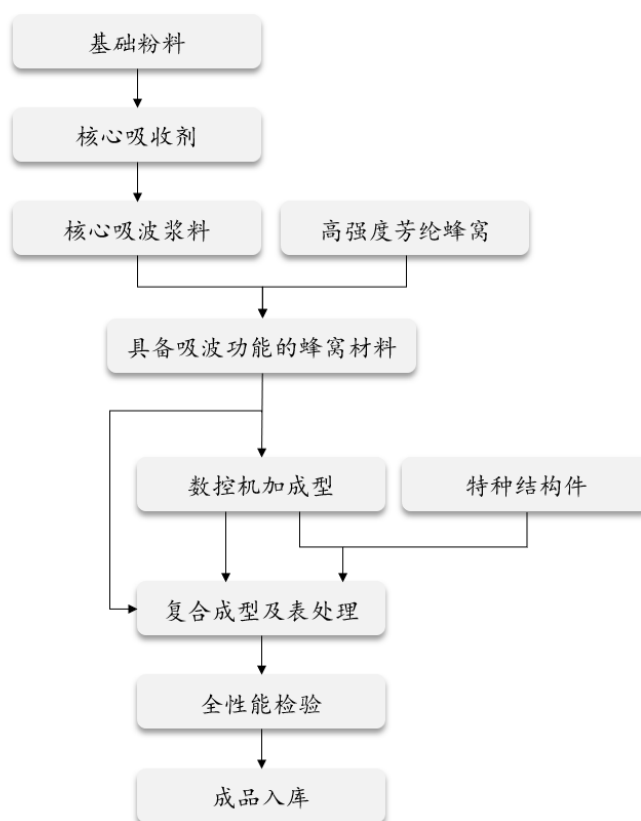 基础粉料
核心吸收剂
核心吸波浆料
高强度芳纶蜂窝
具备吸波功能的蜂窝材料
数控机加成型
特种结构件
复合成型及表处理
全性能检验
成品入库